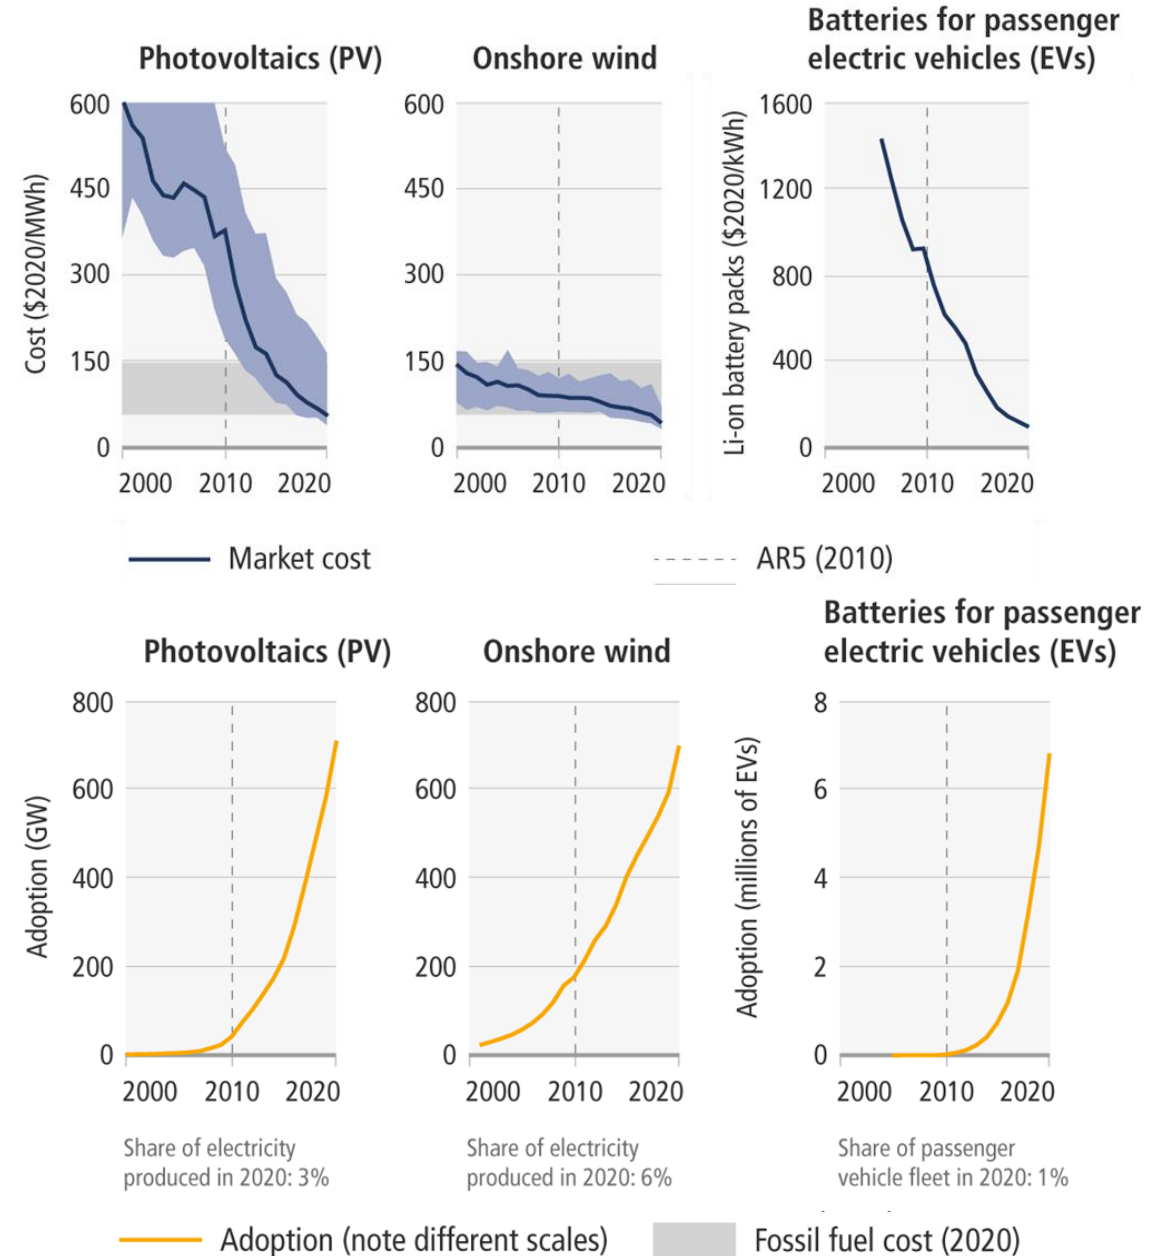 Photovoltaics (PV)
Onshore wind
Batteries for passenger
electric vehicles (EVs)
Cost ($2020/MWh)
600
450
300
150
0
2000 2010 2020
600
450
300
150
0
2000 2010 2020
Li-on battery packs ($2020/kWh)
1600
1200
800
400
0
2000 2010 2020
Market cost
AR5 (2010)
Photovoltaics (PV)
Onshore wind
Batteries for passenger
electric vehicles (EVs)
Adoption (GW)
800
600
400
200
0
2000 2010 2020
800
600
400
200
0
2000 2010 2020
Adoption (millions of EVs)
8
6
4
2
0
2000 2010 2020
Share of electricity
produced in 2020: 3%
Share of electricity
produced in 2020: 6%
Share of passenger
vehicle fleet in 2020: 1%
Adoption (note different scales)
Fossil fuel cost (2020)